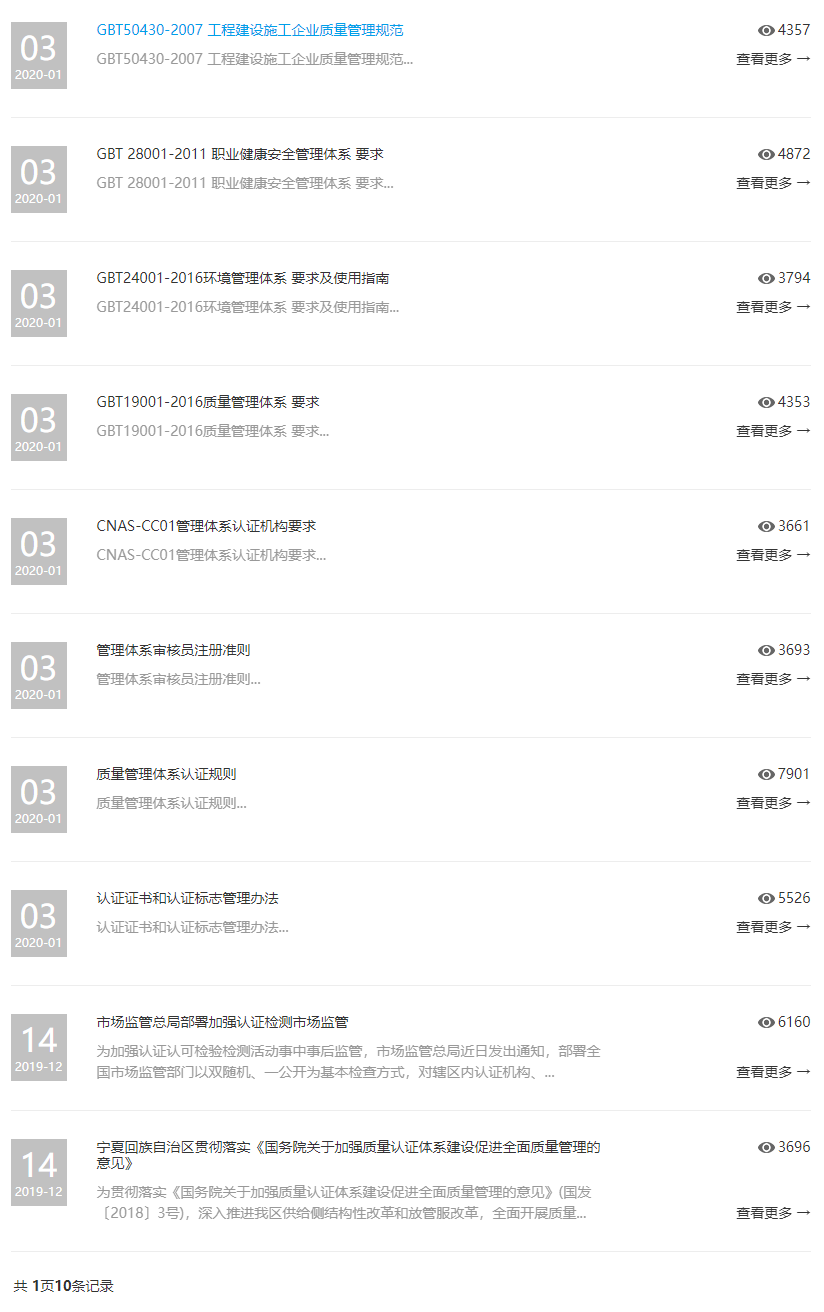 03
2020-01
GBT50430-2007 工程建设施工企业质量管理规范
4357
GBT50430-2007 工程建设施工企业质量管理规范...
查看更多 →
03
2020-01
GBT 28001-2011 职业健康安全管理体系 要求
4872
GBT 28001-2011 职业健康安全管理体系 要求...
查看更多 →
03
2020-01
GBT24001-2016环境管理体系 要求及使用指南
3794
GBT24001-2016环境管理体系 要求及使用指南...
查看更多 →
03
2020-01
GBT19001-2016质量管理体系 要求
4353
GBT19001-2016质量管理体系 要求...
查看更多 →
03
2020-01
CNAS-CC01管理体系认证机构要求
3661
CNAS-CC01管理体系认证机构要求...
查看更多 →
03
2020-01
管理体系审核员注册准则
3693
管理体系审核员注册准则...
查看更多 →
03
2020-01
质量管理体系认证规则
7901
质量管理体系认证规则...
查看更多 →
03
2020-01
认证证书和认证标志管理办法
5526
认证证书和认证标志管理办法...
查看更多 →
14
2019-12
市场监管总局部署加强认证检测市场监管
6160
为加强认证认可检验检测活动事中事后监管，市场监管总局近日发出通知，部署全
国市场监管部门以双随机、一公开为基本检查方式，对辖区内认证机构、...
查看更多 →
14
2019-12
宁夏回族自治区贯彻落实《国务院关于加强质量认证体系建设促进全面质量管理的
意见》
3696
为贯彻落实《国务院关于加强质量认证体系建设促进全面质量管理的意见》(国发
〔2018〕3号)，深入推进我区供给侧结构性改革和放管服改革，全面开展质量...
查看更多 →
共 1页10条记录